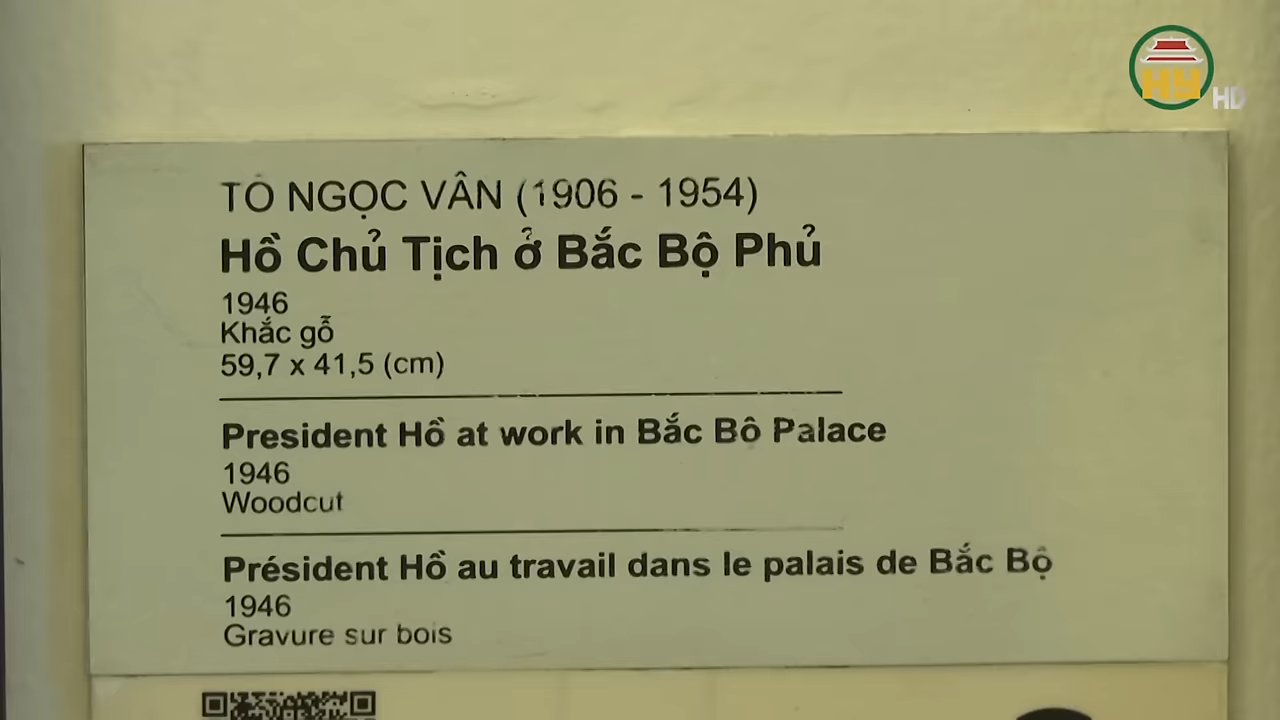 HY HD
TÔ NGỌC VÂN (1906 - 1954)
Hồ Chủ Tịch ở Bắc Bộ Phủ
1946
Khắc gỗ
59,7 x 41,5 (cm)
President Hồ at work in Bắc Bộ Palace
1946
Woodcut
Président Hồ au travail dans le palais de Bắc Bộ
1946
Gravure sur bois